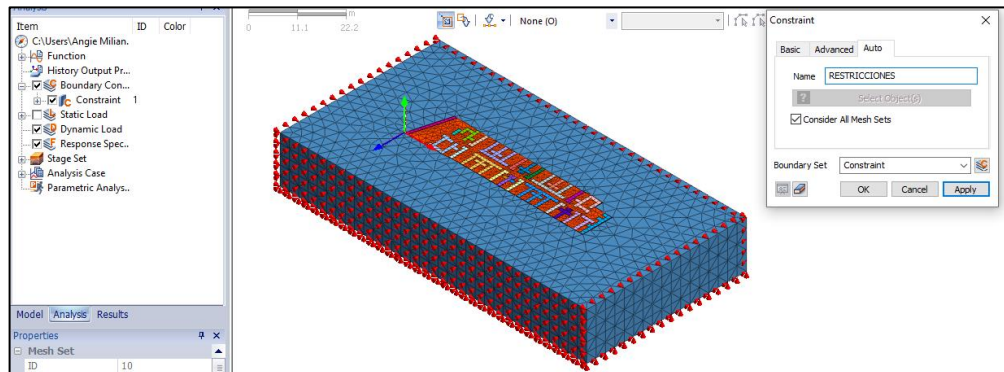 Analysis
Item ID Color
C:\Users\Angie Milian.
Function
History Output Pr...
Boundary Con...
Constraint 1
Static Load
Dynamic Load
Response Spec...
Stage Set
Analysis Case
Parametric Analys..
Model Analysis Results
Properties
Mesh Set
ID 10
m
0 11.1 22.2
None (O)
Constraint
Basic Advanced Auto
Name RESTRICCIONES
? Select Object(s)
Consider All Mesh Sets
Boundary Set Constraint
OK Cancel Apply